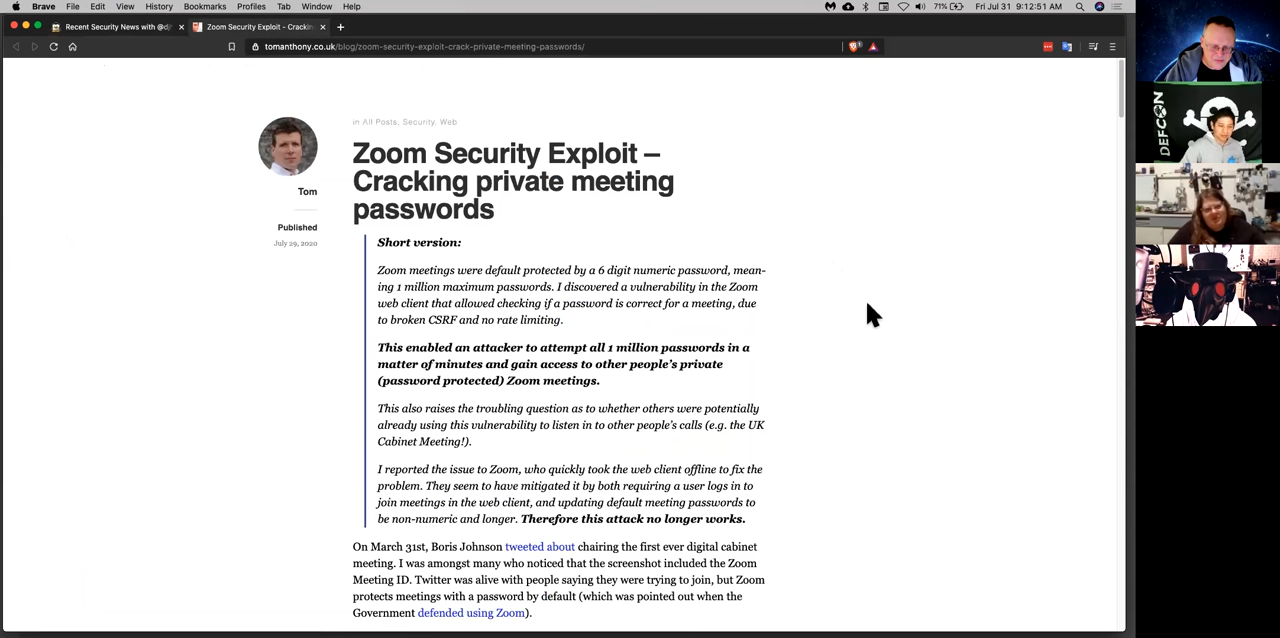 Brave File Edit View History Bookmarks Profiles Tab Window Help 71% Fri Jul 31 9:12:51 AM
Recent Security News with @dj Zoom Security Exploit – Crackin
tomanthony.co.uk/blog/zoom-security-exploit-crack-private-meeting-passwords/
in All Posts, Security, Web
Zoom Security Exploit –
Cracking private meeting
passwords
Tom
Published
July 29, 2020
Short version:
Zoom meetings were default protected by a 6 digit numeric password, mean-
ing 1 million maximum passwords. I discovered a vulnerability in the Zoom
web client that allowed checking if a password is correct for a meeting, due
to broken CSRF and no rate limiting.
This enabled an attacker to attempt all 1 million passwords in a
matter of minutes and gain access to other people’s private
(password protected) Zoom meetings.
This also raises the troubling question as to whether others were potentially
already using this vulnerability to listen in to other people’s calls (e.g. the UK
Cabinet Meeting!).
I reported the issue to Zoom, who quickly took the web client offline to fix the
problem. They seem to have mitigated it by both requiring a user logs in to
join meetings in the web client, and updating default meeting passwords to
be non-numeric and longer. Therefore this attack no longer works.
On March 31st, Boris Johnson tweeted about chairing the first ever digital cabinet
meeting. I was amongst many who noticed that the screenshot included the Zoom
Meeting ID. Twitter was alive with people saying they were trying to join, but Zoom
protects meetings with a password by default (which was pointed out when the
Government defended using Zoom).
DEFCON